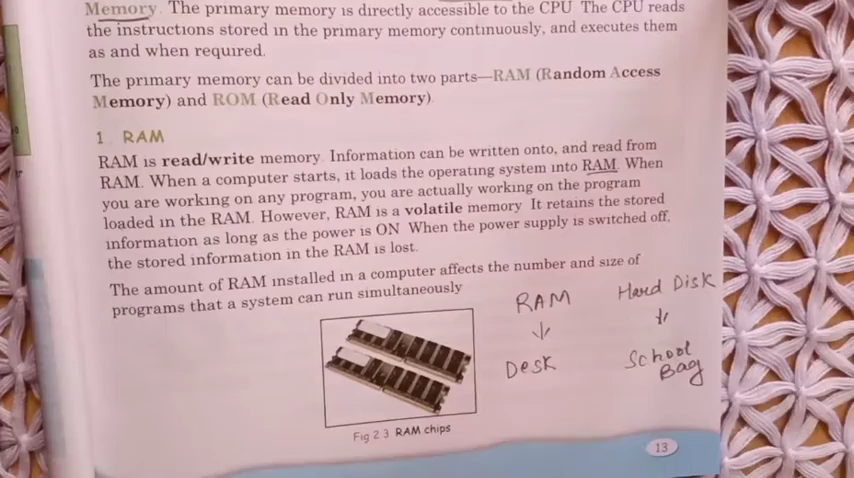 Memory. The primary memory is directly accessible to the CPU The CPU reads
the instructions stored in the primary memory continuously, and executes them
as and when required.
The primary memory can be divided into two parts—RAM (Random Access
Memory) and ROM (Read Only Memory)
1 RAM
RAM is read/write memory. Information can be written onto, and read from
RAM. When a computer starts, it loads the operating system into RAM. When
you are working on any program, you are actually working on the program
loaded in the RAM. However, RAM is a volatile memory It retains the stored
information as long as the power is ON When the power supply is switched off,
the stored information in the RAM is lost.
The amount of RAM installed in a computer affects the number and size of
programs that a system can run simultaneously
RAM
Desk
Hard Disk
School
Bag
Fig 2 3 RAM chips
13